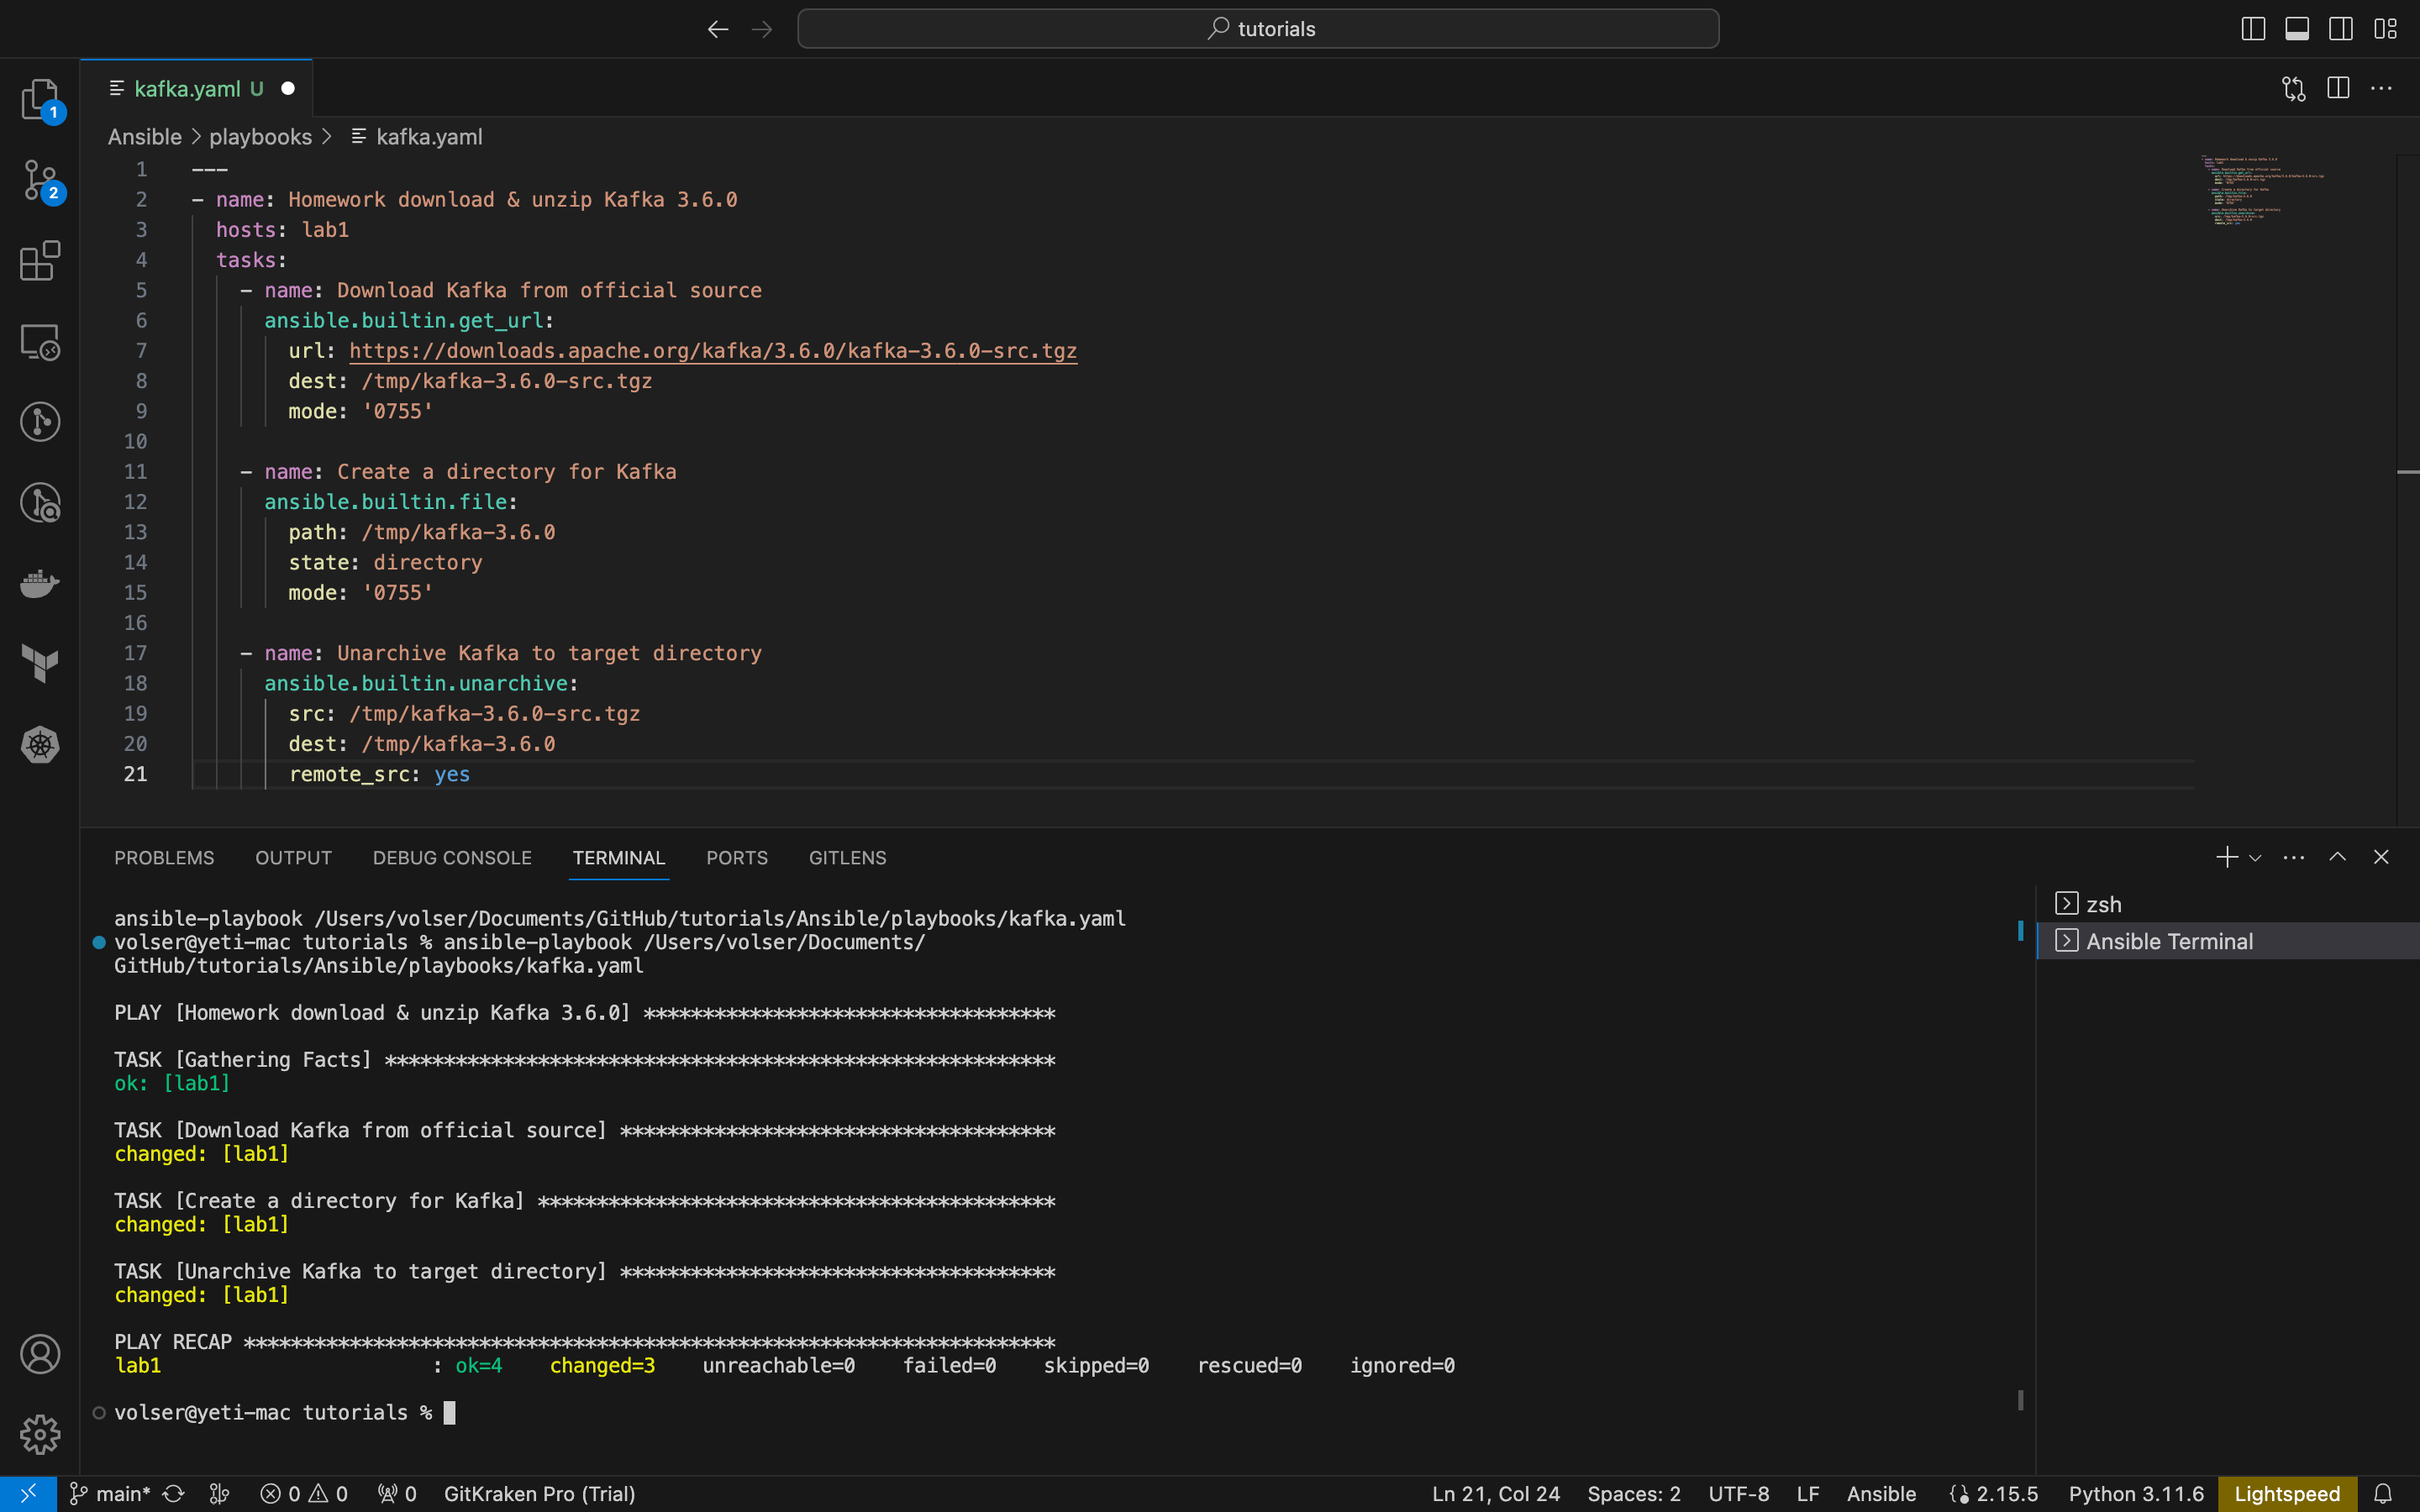 tutorials
kafka.yaml U
1
2
Ansible > playbooks > kafka.yaml
1 ---
2 - name: Homework download & unzip Kafka 3.6.0
3 hosts: lab1
4 tasks:
5 - name: Download Kafka from official source
6 ansible.builtin.get_url:
7 url: https://downloads.apache.org/kafka/3.6.0/kafka-3.6.0-src.tgz
8 dest: /tmp/kafka-3.6.0-src.tgz
9 mode: '0755'
10
11 - name: Create a directory for Kafka
12 ansible.builtin.file:
13 path: /tmp/kafka-3.6.0
14 state: directory
15 mode: '0755'
16
17 - name: Unarchive Kafka to target directory
18 ansible.builtin.unarchive:
19 src: /tmp/kafka-3.6.0-src.tgz
20 dest: /tmp/kafka-3.6.0
21 remote_src: yes
PROBLEMS OUTPUT DEBUG CONSOLE TERMINAL PORTS GITLENS
zsh
Ansible Terminal
ansible-playbook /Users/volser/Documents/GitHub/tutorials/Ansible/playbooks/kafka.yaml
volser@yeti-mac tutorials % ansible-playbook /Users/volser/Documents/
GitHub/tutorials/Ansible/playbooks/kafka.yaml
PLAY [Homework download & unzip Kafka 3.6.0] ***********************************
TASK [Gathering Facts] *********************************************************
ok: [lab1]
TASK [Download Kafka from official source] *************************************
changed: [lab1]
TASK [Create a directory for Kafka] ********************************************
changed: [lab1]
TASK [Unarchive Kafka to target directory] *************************************
changed: [lab1]
PLAY RECAP *********************************************************************
lab1 : ok=4 changed=3 unreachable=0 failed=0 skipped=0 rescued=0 ignored=0
volser@yeti-mac tutorials %
main* 0 0 0 GitKraken Pro (Trial) Ln 21, Col 24 Spaces: 2 UTF-8 LF Ansible 2.15.5 Python 3.11.6 Lightspeed